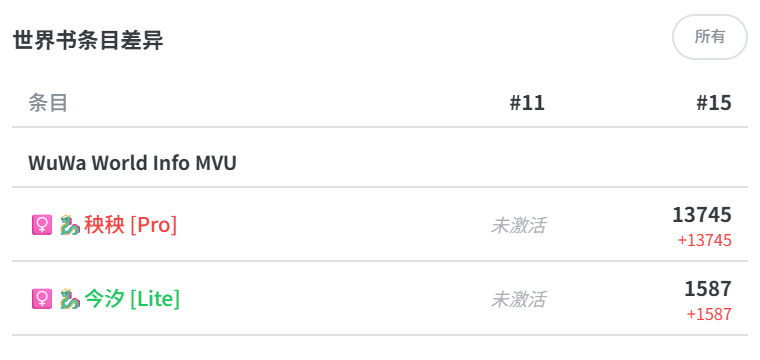 世界书条目差异
所有
条目 #11 #15
WuWa World Info MVU
♀️ 🐉 秧秧 [Pro] 未激活 13745
+13745
♀️ 🐉 今汐 [Lite] 未激活 1587
+1587